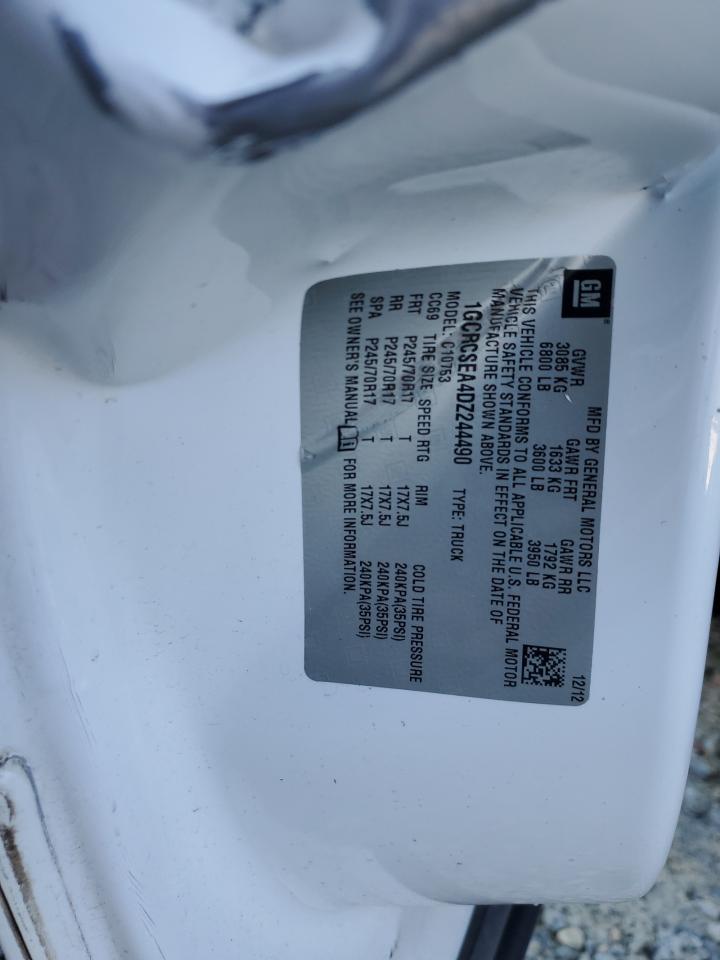 GM ®
MFD BY GENERAL MOTORS LLC 12/12
GVWR GAWR FRT GAWR RR
3085 KG 1633 KG 1792 KG
6800 LB 3600 LB 3950 LB
THIS VEHICLE CONFORMS TO ALL APPLICABLE U.S. FEDERAL MOTOR
VEHICLE SAFETY STANDARDS IN EFFECT ON THE DATE OF
MANUFACTURE SHOWN ABOVE.
1GCRCSEA4DZ244490 TYPE: TRUCK
MODEL: C10753
CC69 TIRE SIZE SPEED RTG RIM COLD TIRE PRESSURE
FRT P245/70R17 T 17X7.5J 240KPA(35PSI)
RR P245/70R17 T 17X7.5J 240KPA(35PSI)
SPA P245/70R17 T 17X7.5J 240KPA(35PSI)
SEE OWNER'S MANUAL FOR MORE INFORMATION.